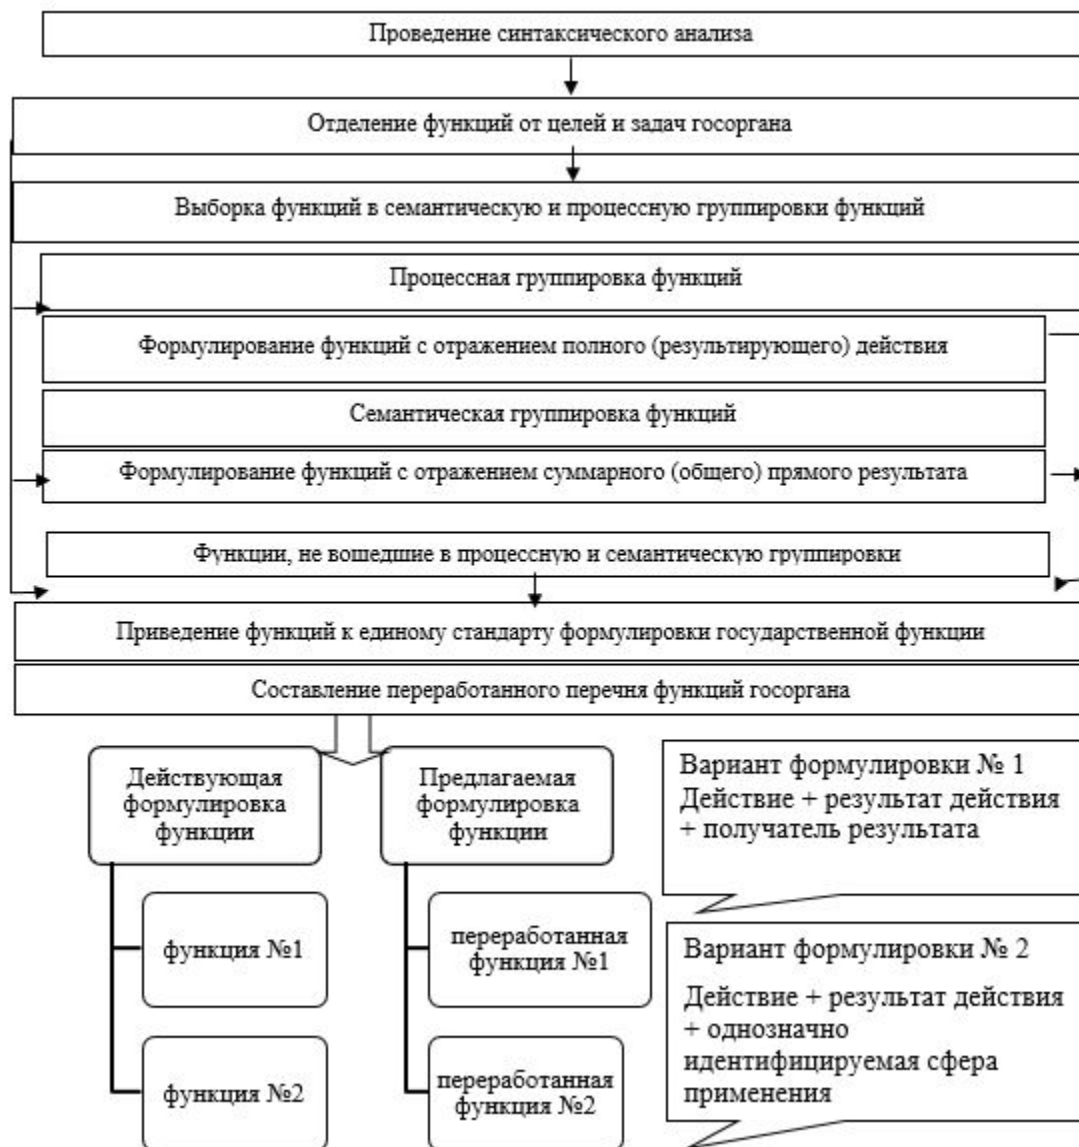 Проведение синтаксического анализа
Отделение функций от целей и задач госоргана
Выборка функций в семантическую и процессную группировки функций
Процессная группировка функций
Формулирование функций с отражением полного (результирующего) действия
Семантическая группировка функций
Формулирование функций с отражением суммарного (общего) прямого результата
Функции, не вошедшие в процессную и семантическую группировки
Приведение функций к единому стандарту формулировки государственной функции
Составление переработанного перечня функций госоргана
Действующая
формулировка
функции
функция №1
функция №2
Предлагаемая
формулировка
функции
переработанная
функция №1
переработанная
функция №2
Вариант формулировки № 1
Действие + результат действия
+ получатель результата
Вариант формулировки № 2
Действие + результат действия
+ однозначно
идентифицируемая сфера
применения